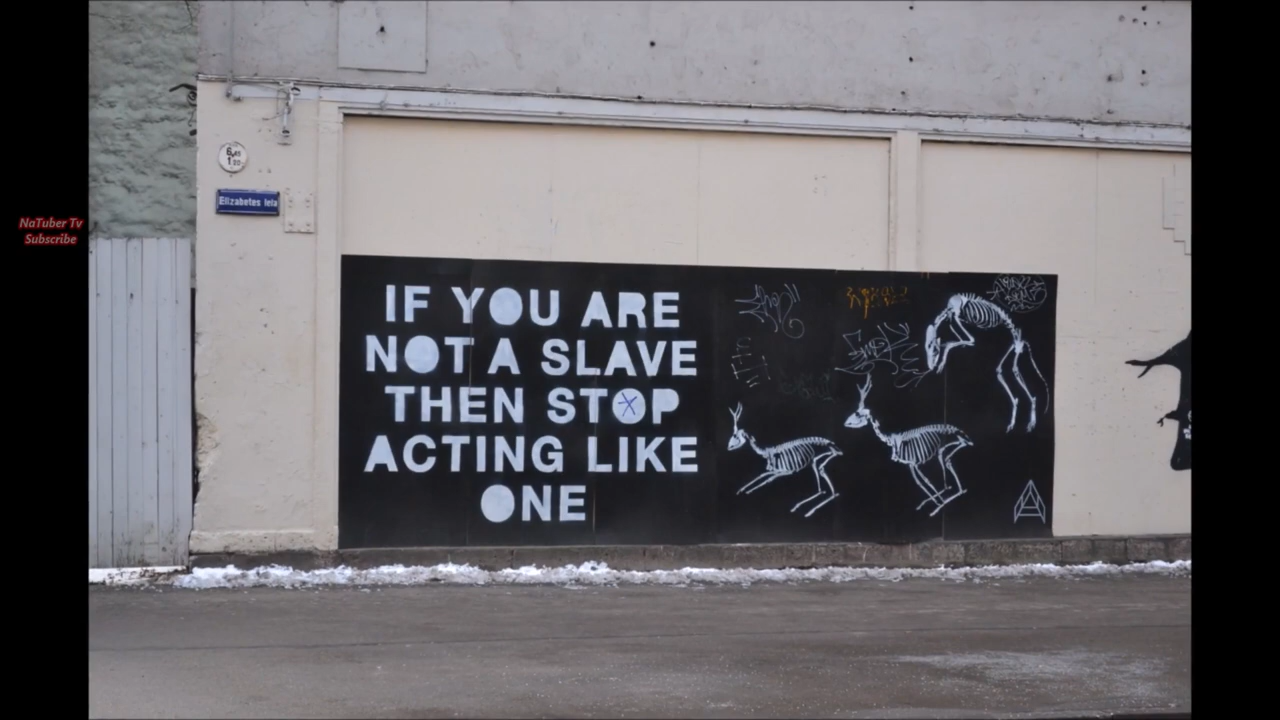 NaTuber Tv
Subscribe
Elizabetes iela
IF YOU ARE
NOT A SLAVE
THEN STOP
ACTING LIKE
ONE